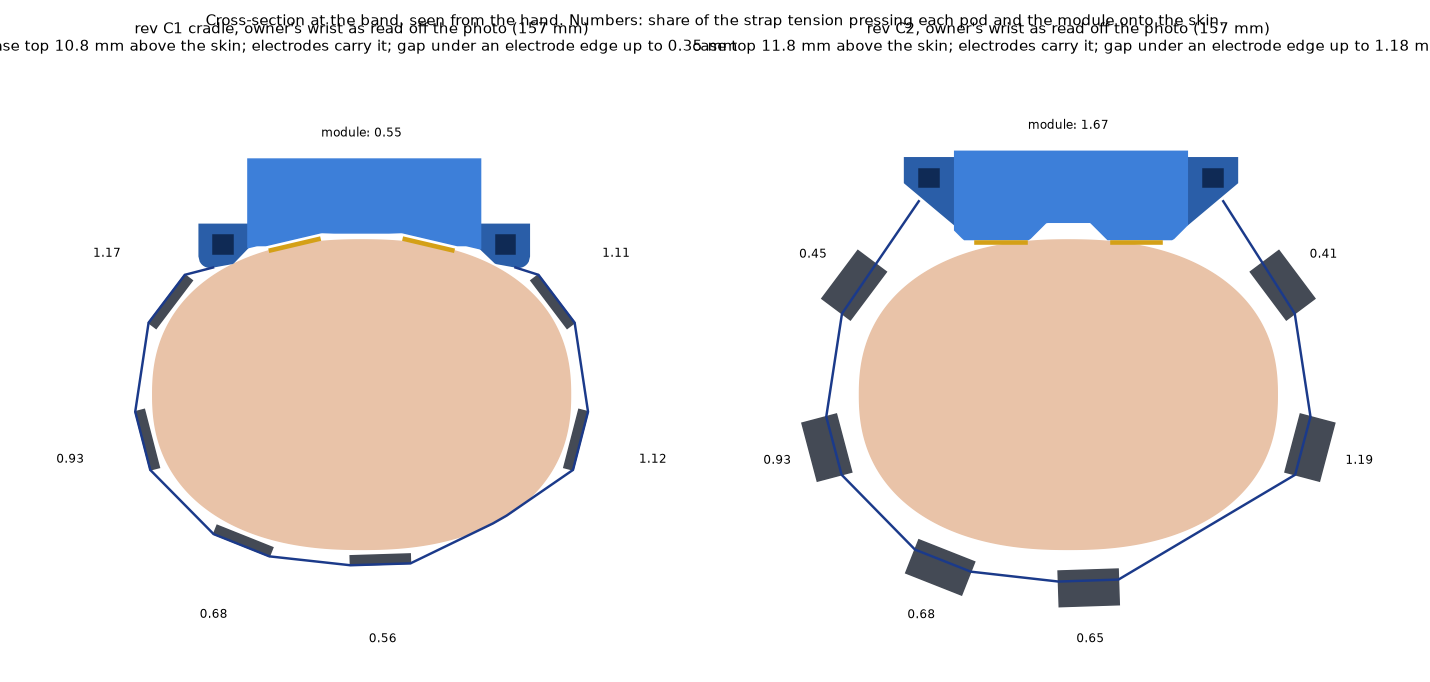 Cross-section at the band, seen from the hand. Numbers: share of the strap tension pressing each pod and the module onto the skin.
rev C1 cradle, owner's wrist as read off the photo (157 mm)
rev C2, owner's wrist as read off the photo (157 mm)
top 10.8 mm above the skin; electrodes carry it; gap under an electrode edge up to 0.35 mm
case top 11.8 mm above the skin; electrodes carry it; gap under an electrode edge up to 1.18
module: 0.55
module: 1.67
1.17
1.11
0.45
0.41
0.93
1.12
0.93
1.19
0.68
0.56
0.68
0.65